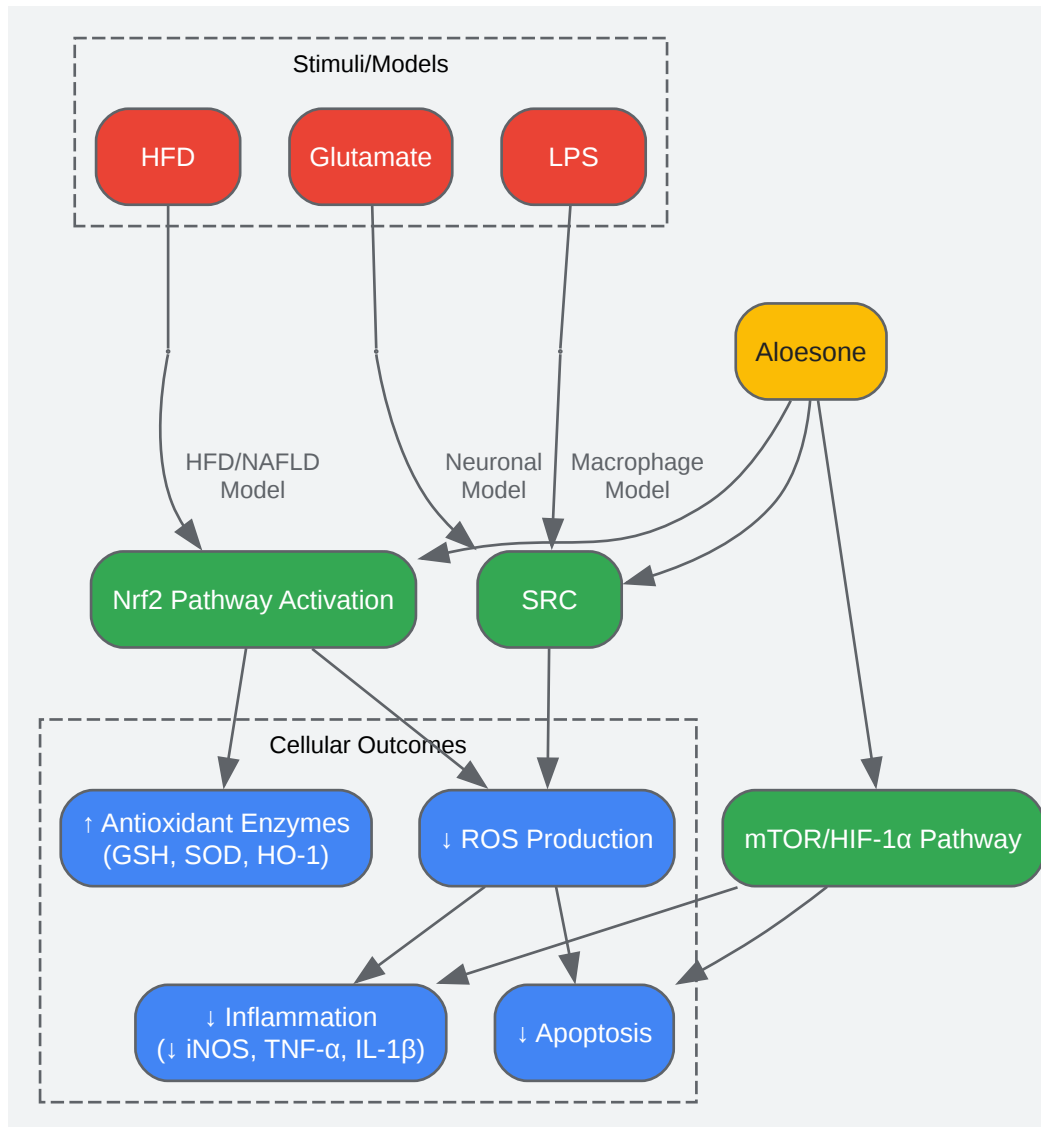 Stimuli/Models
HFD
Glutamate
LPS
Aloesone
HFD/NAFLD
Model
Neuronal
Model
Macrophage
Model
Nrf2 Pathway Activation
SRC
Cellular Outcomes
↑ Antioxidant Enzymes
(GSH, SOD, HO-1)
↓ ROS Production
mTOR/HIF-1α Pathway
↓ Inflammation
(↓ iNOS, TNF-α, IL-1β)
↓ Apoptosis